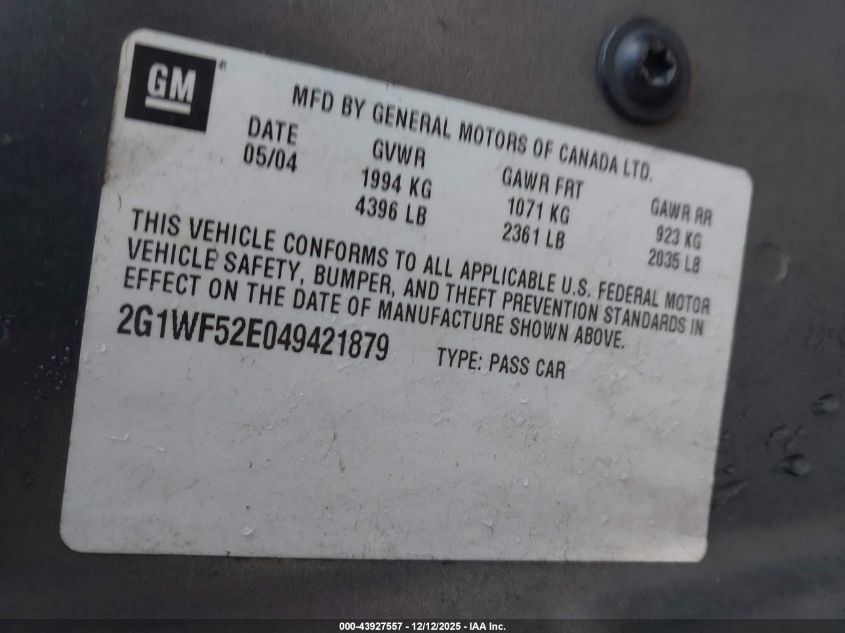 GM
MFD BY GENERAL MOTORS OF CANADA LTD.
DATE GVWR GAWR FRT GAWR RR
05/04 1994 KG 1071 KG 923 KG
4396 LB 2361 LB 2035 LB
THIS VEHICLE CONFORMS TO ALL APPLICABLE U.S. FEDERAL MOTOR
VEHICLE SAFETY, BUMPER, AND THEFT PREVENTION STANDARDS IN
EFFECT ON THE DATE OF MANUFACTURE SHOWN ABOVE.
2G1WF52E049421879 TYPE: PASS CAR
000-43927557 - 12/12/2025 - IAA Inc.